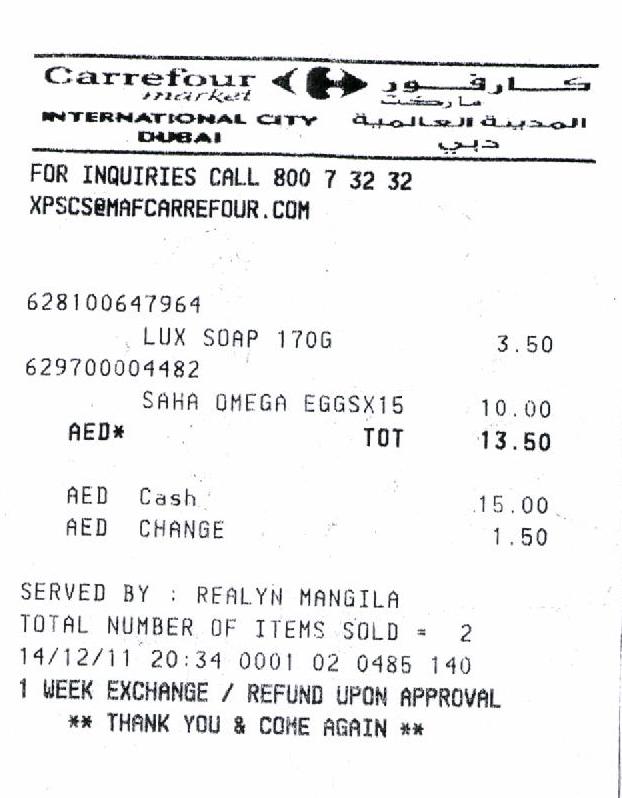 Carrefour كارفور
market ماركت
INTERNATIONAL CITY المدينة العالمية
DUBAI دبي
FOR INQUIRIES CALL 800 7 32 32
XPSCS@MAFCARREFOUR.COM
628100647964
LUX SOAP 170G 3.50
629700004482
SAHA OMEGA EGGSX15 10.00
AED* TOT 13.50
AED Cash 15.00
AED CHANGE 1.50
SERVED BY : REALYN MANGILA
TOTAL NUMBER OF ITEMS SOLD = 2
14/12/11 20:34 0001 02 0485 140
1 WEEK EXCHANGE / REFUND UPON APPROVAL
** THANK YOU & COME AGAIN **